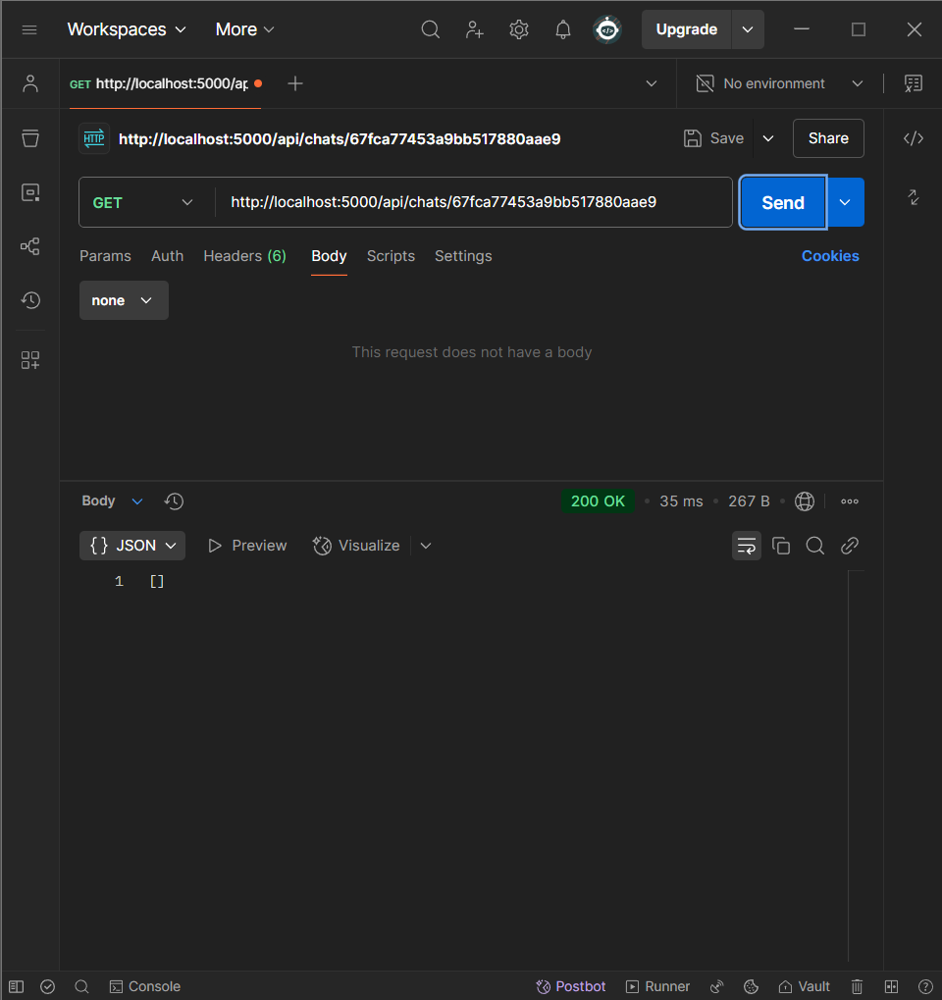 Workspaces More Upgrade
GET http://localhost:5000/ap No environment
HTTP http://localhost:5000/api/chats/67fca77453a9bb517880aae9 Save Share
GET http://localhost:5000/api/chats/67fca77453a9bb517880aae9 Send
Params Auth Headers (6) Body Scripts Settings Cookies
none
This request does not have a body
Body 200 OK • 35 ms • 267 B •
{} JSON Preview Visualize
1 []
Console Postbot Runner Vault